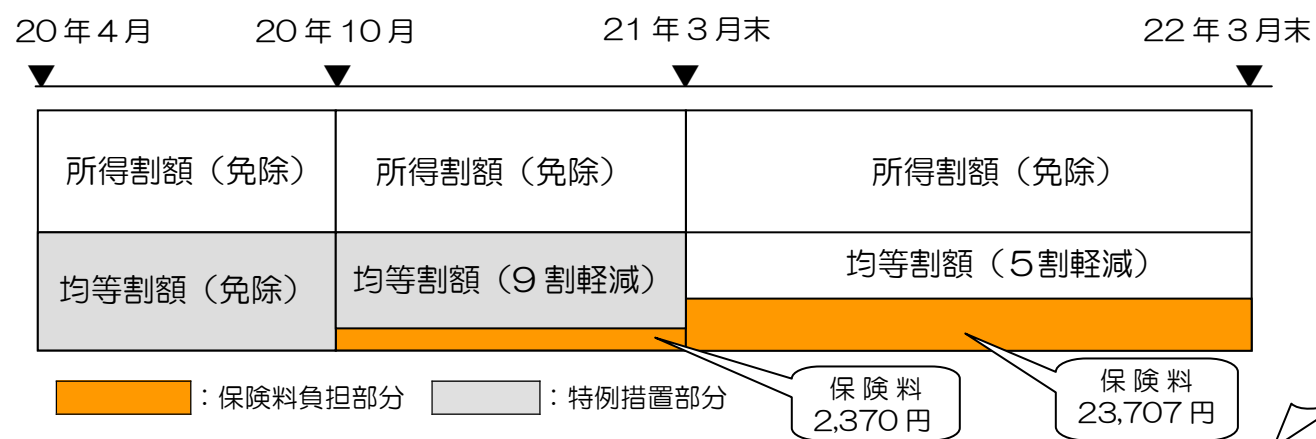 20年4月 20年10月 21年3月末 22年3月末
所得割額（免除） 所得割額（免除） 所得割額（免除）
均等割額（免除） 均等割額（9割軽減） 均等割額（5割軽減）
：保険料負担部分 ：特例措置部分
保険料
2,370円
保険料
23,707円